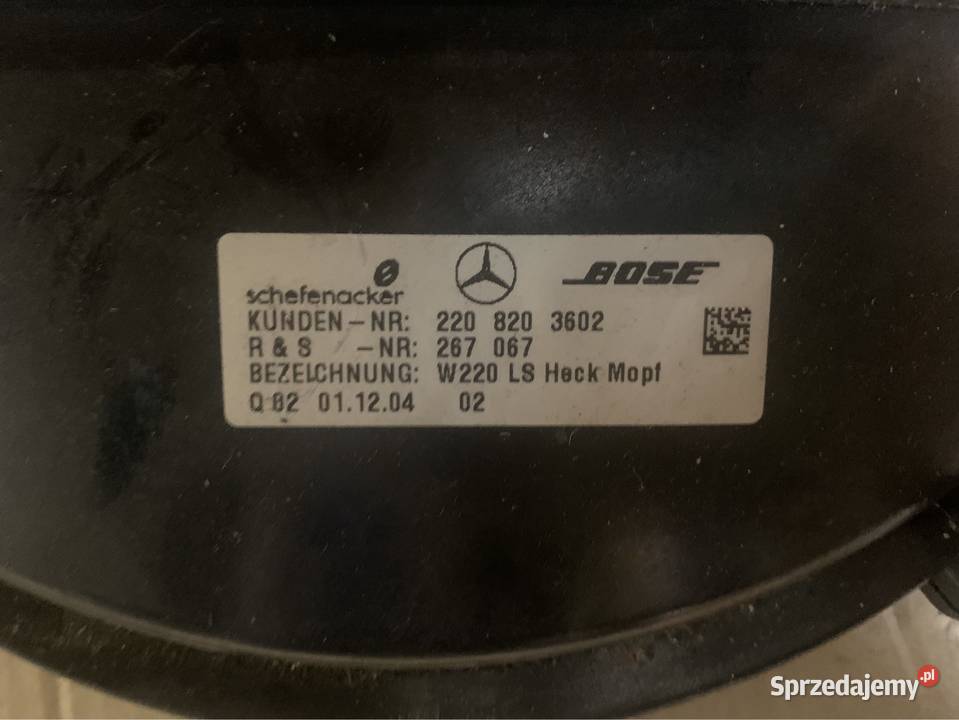 schefenacker
BOSE
KUNDEN-NR: 220 820 3602
R & S -NR: 267 067
BEZEICHNUNG: W220 LS Heck Mopf
Q 82 01.12.04 02
Sprzedajemy.pl